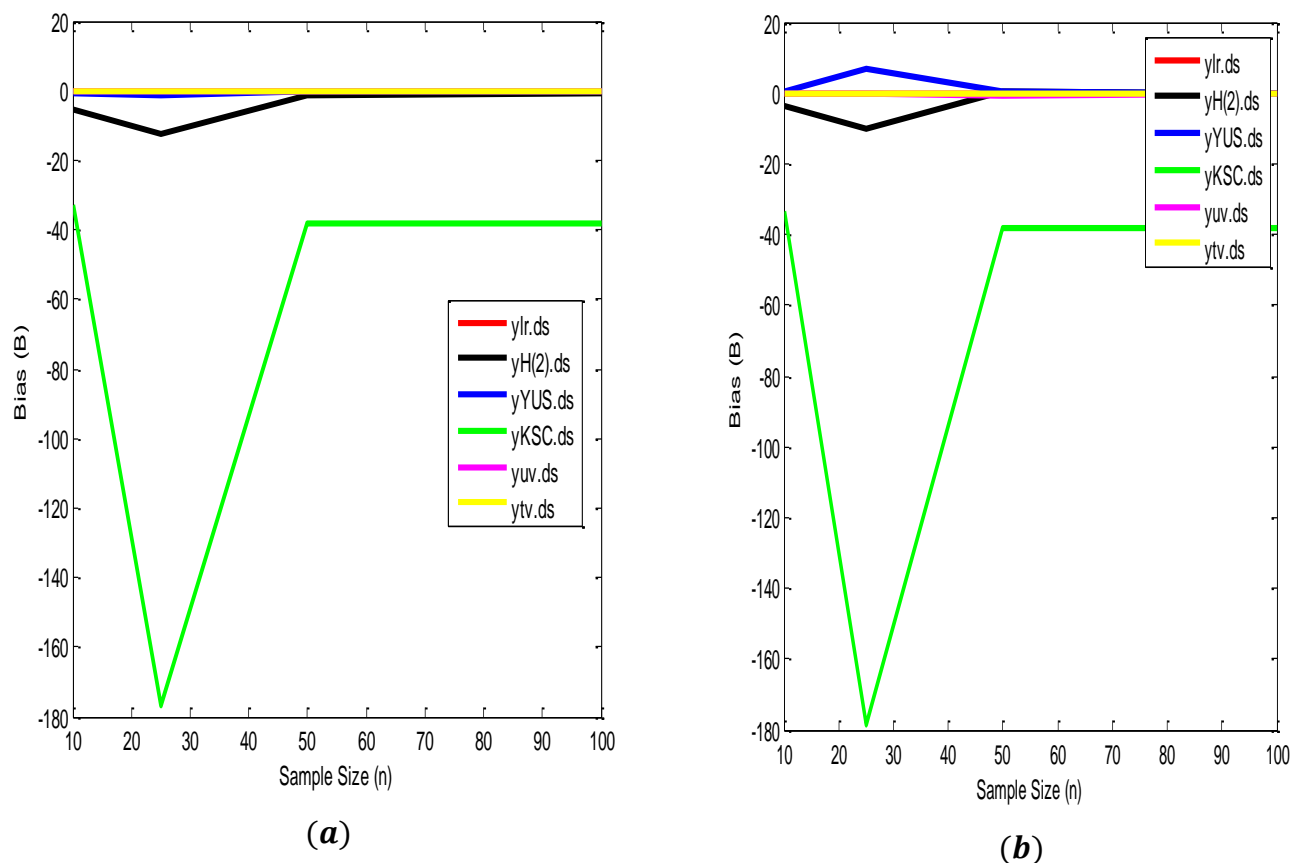 20
0
-20
-40
-60
-80
-100
-120
-140
-160
-180
Bias (B)
10 20 30 40 50 60 70 80 90 100
Sample Size (n)
ylr.ds
yH(2).ds
yYUS.ds
yKSC.ds
yuv.ds
ytv.ds
(a)
20
0
-20
-40
-60
-80
-100
-120
-140
-160
-180
Bias (B)
10 20 30 40 50 60 70 80 90 100
Sample Size (n)
ylr.ds
yH(2).ds
yYUS.ds
yKSC.ds
yuv.ds
ytv.ds
(b)